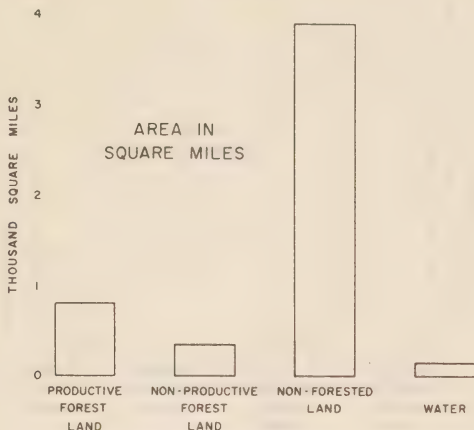 THOUSAND SQUARE MILES
4
3
2
1
0
AREA IN
SQUARE MILES
PRODUCTIVE
FOREST
LAND
NON-PRODUCTIVE
FOREST
LAND
NON-FORESTED
LAND
WATER